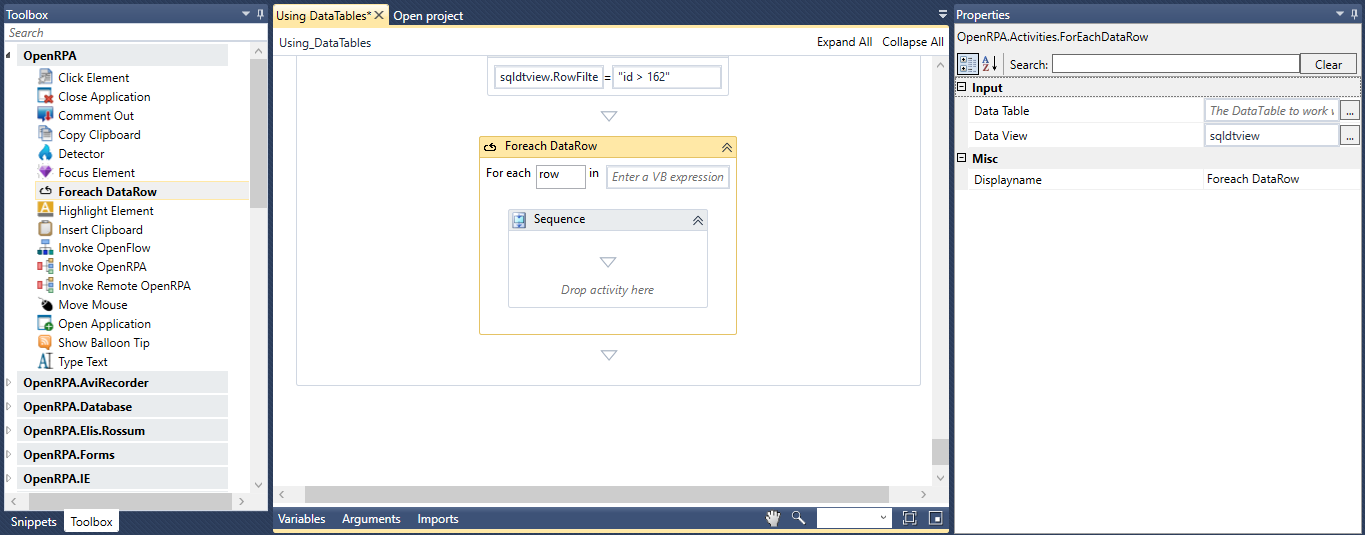 Toolbox
Search
OpenRPA
Click Element
Close Application
Comment Out
Copy Clipboard
Detector
Focus Element
Foreach DataRow
Highlight Element
Insert Clipboard
Invoke OpenFlow
Invoke OpenRPA
Invoke Remote OpenRPA
Move Mouse
Open Application
Show Balloon Tip
Type Text
OpenRPA.AviRecorder
OpenRPA.Database
OpenRPA.Elis.Rossum
OpenRPA.Forms
OpenRPA.IE
Snippets Toolbox
Using DataTables* Open project
Using_DataTables Expand All Collapse All
sqldtview.RowFilte = "id > 162"
Foreach DataRow
For each row in Enter a VB expression
Sequence
Drop activity here
Variables Arguments Imports
Properties
OpenRPA.Activities.ForEachDataRow
Search: Clear
Input
Data Table The DataTable to work ...
Data View sqldtview ...
Misc
Displayname Foreach DataRow